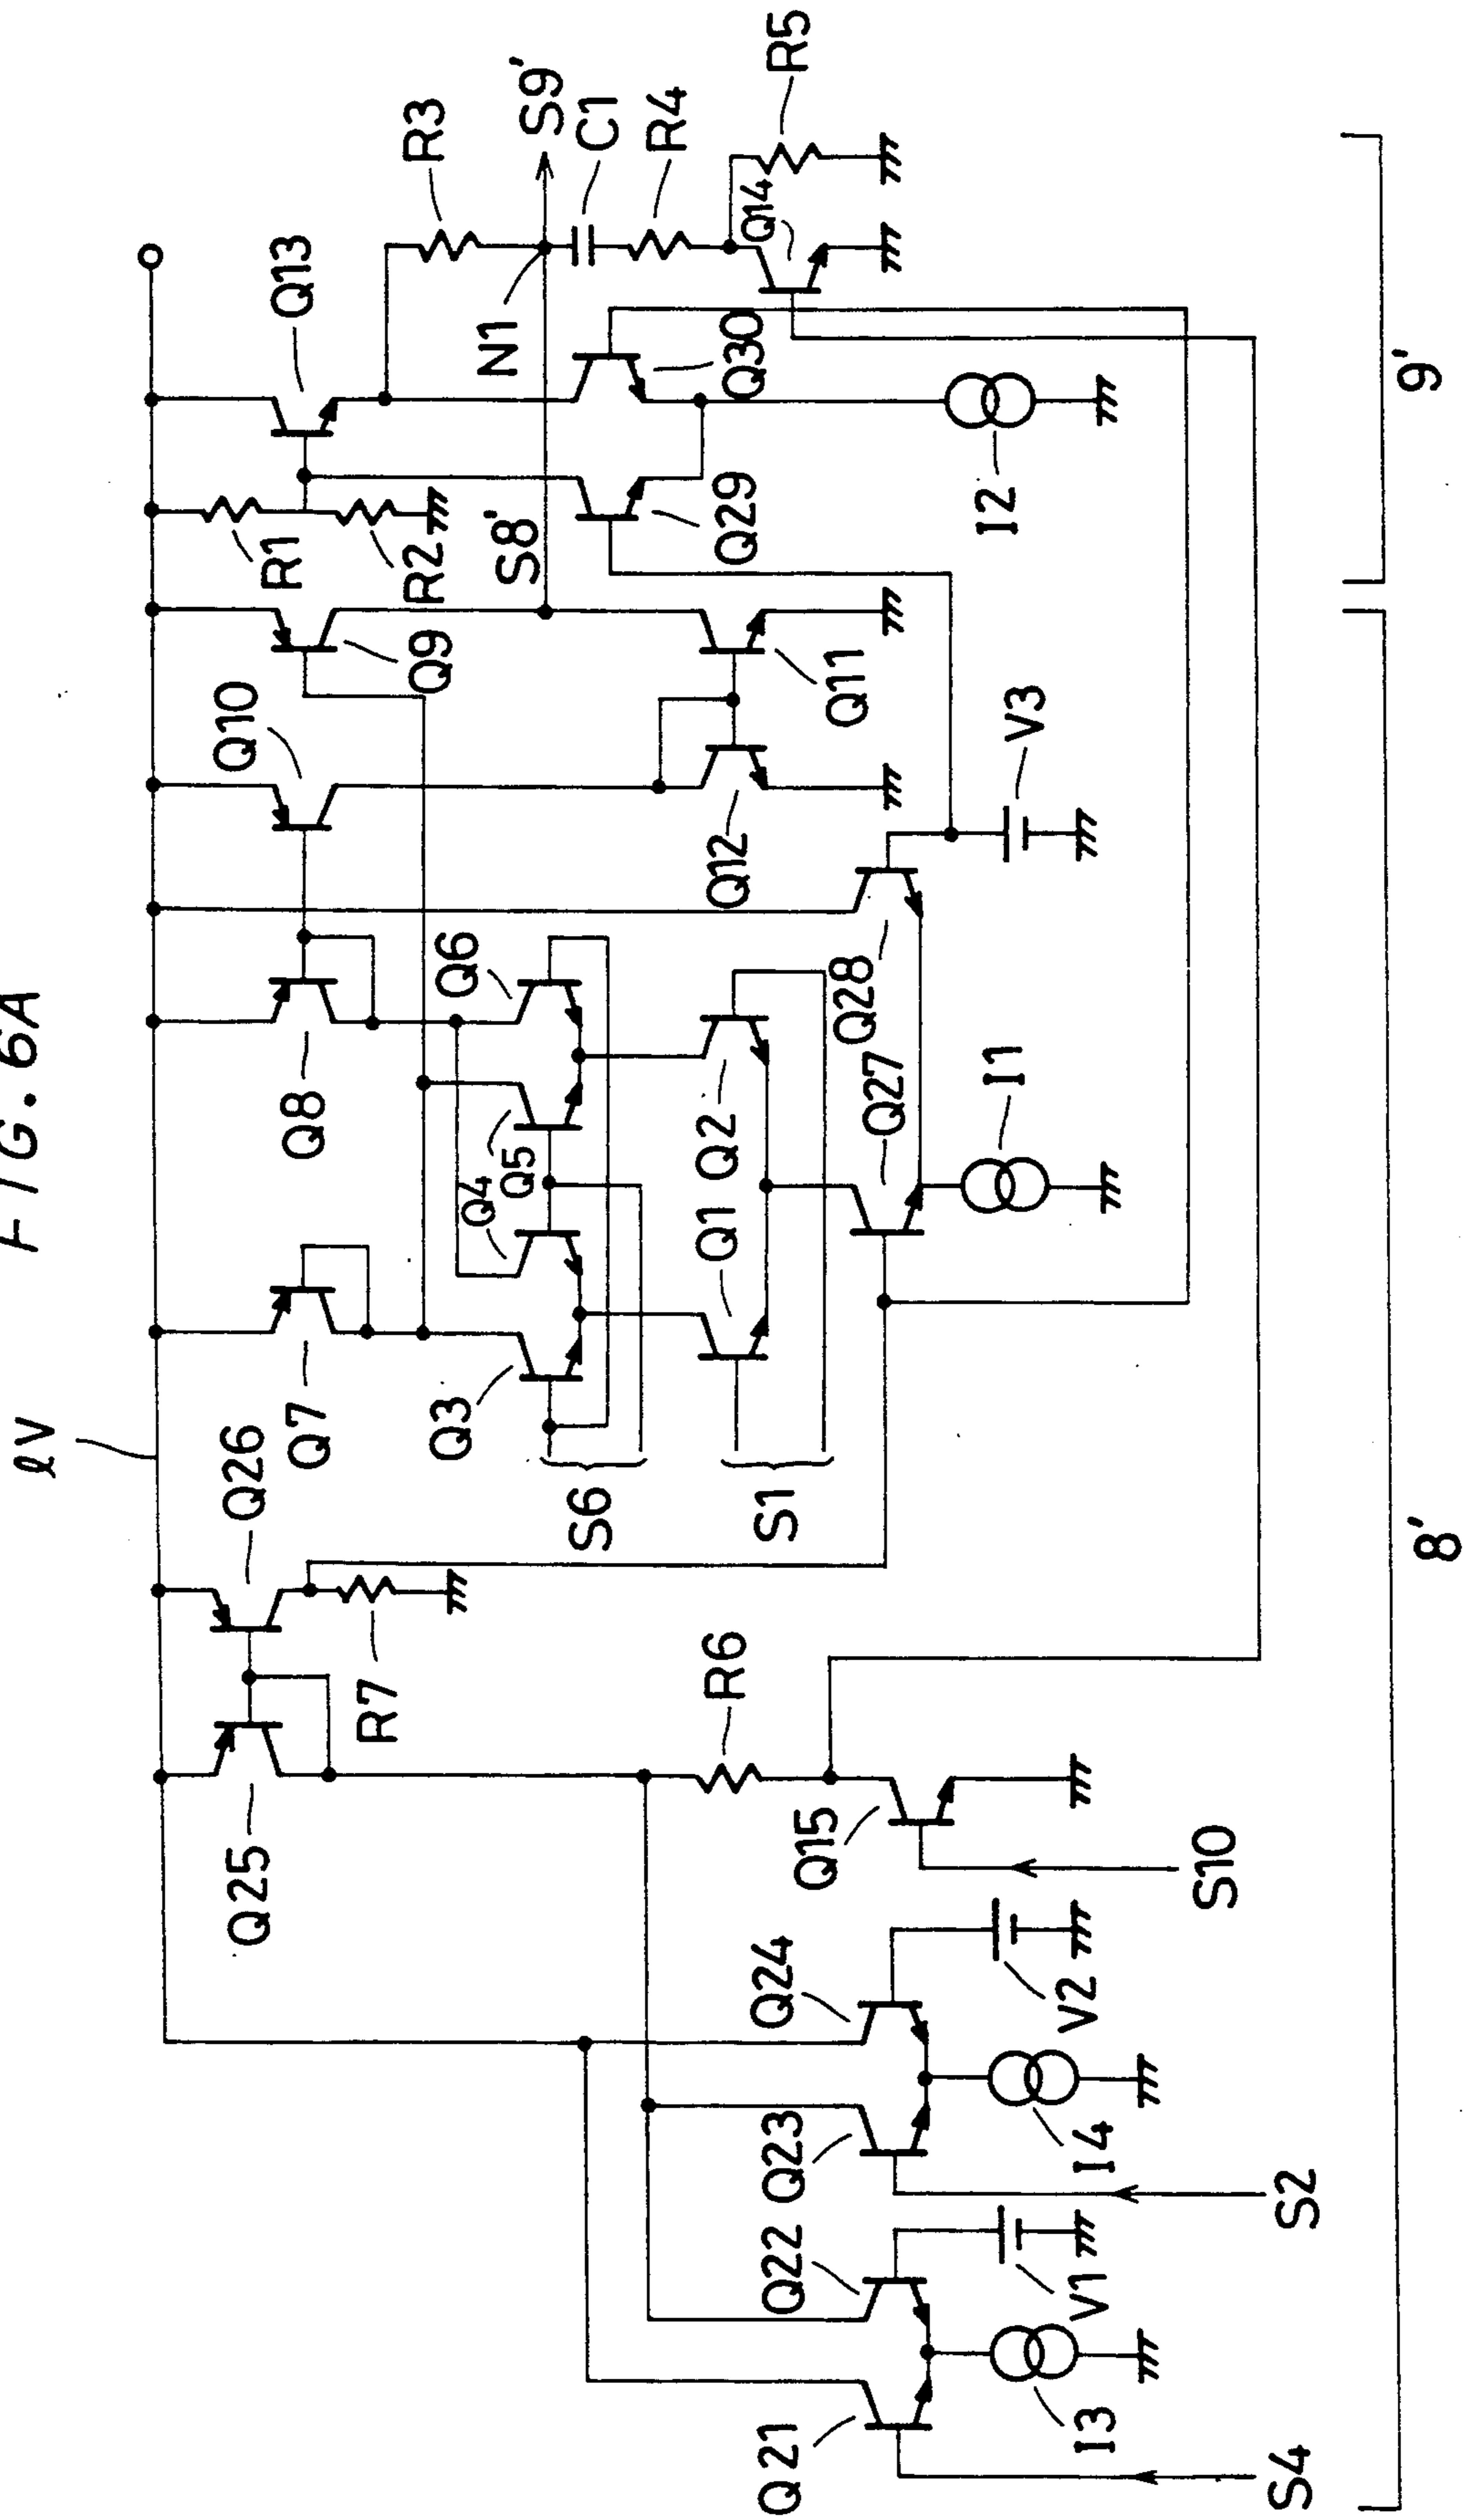 FIG. 6A
ℓV
Q25
Q26
Q7
Q8
Q10
Q9
R1
R2
Q13
R3
R7
Q3
Q4
Q5
Q6
S8'
N1
S9'
C1
R4
R5
S6
S1
Q1
Q2
Q12
Q11
Q29
Q30
Q14
R6
Q27
Q28
V3
I2
I1
Q21
Q22
Q23
Q24
Q15
I3
V1
I4
V2
S4
S2
S10
8'
9'